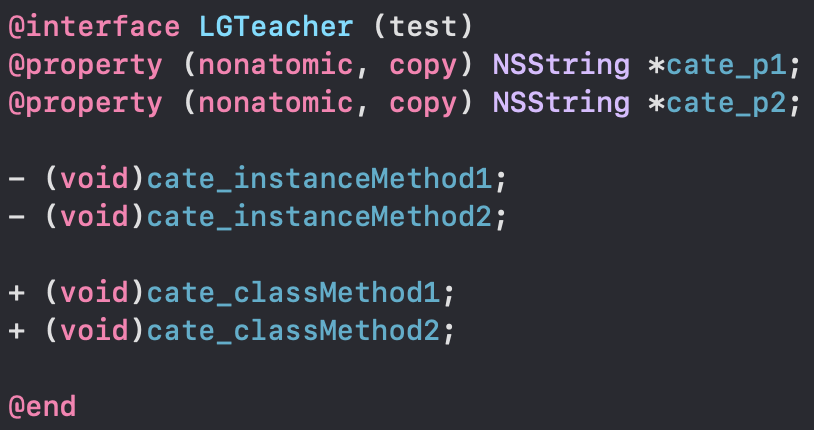 @interface LGTeacher (test)
@property (nonatomic, copy) NSString *cate_p1;
@property (nonatomic, copy) NSString *cate_p2;
- (void)cate_instanceMethod1;
- (void)cate_instanceMethod2;
+ (void)cate_classMethod1;
+ (void)cate_classMethod2;
@end